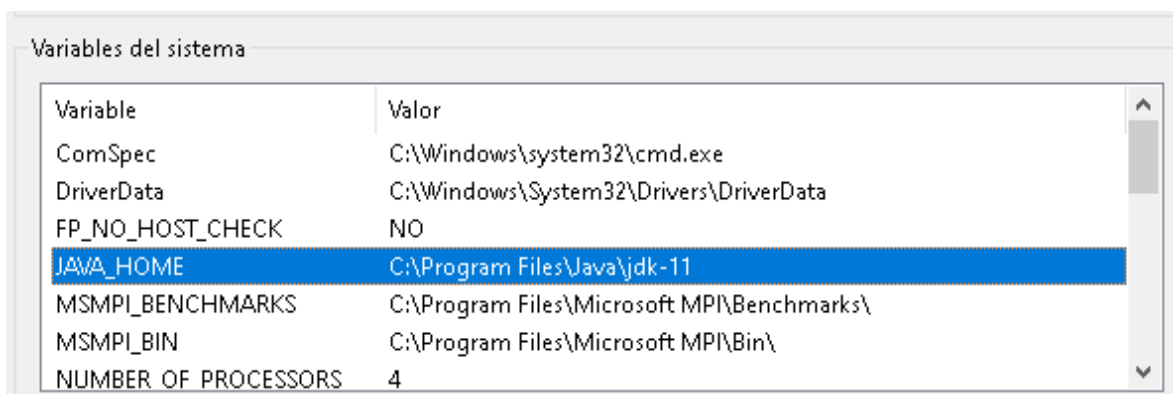 Variables del sistema
Variable Valor
ComSpec C:\Windows\system32\cmd.exe
DriverData C:\Windows\System32\Drivers\DriverData
FP_NO_HOST_CHECK NO
JAVA_HOME C:\Program Files\Java\jdk-11
MSMPI_BENCHMARKS C:\Program Files\Microsoft MPI\Benchmarks\
MSMPI_BIN C:\Program Files\Microsoft MPI\Bin\
NUMBER_OF_PROCESSORS 4